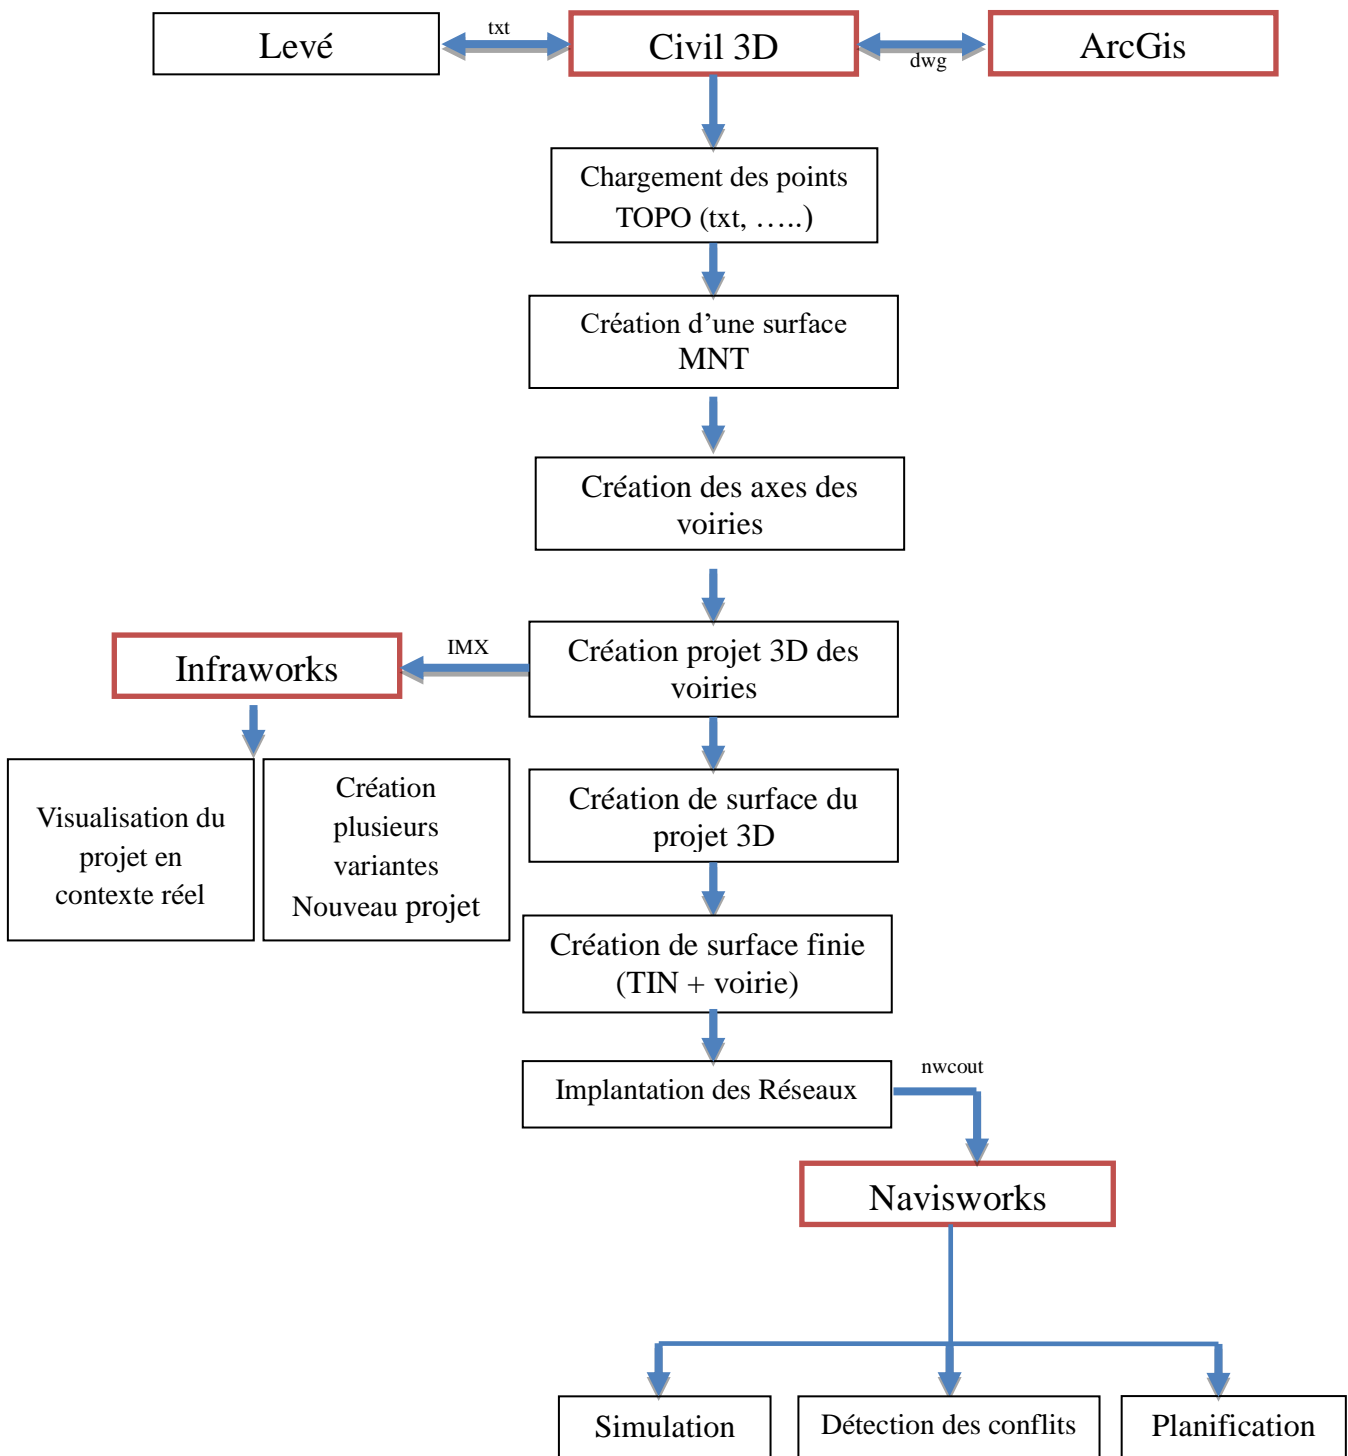 Levé
txt
Civil 3D
dwg
ArcGis
Chargement des points
TOPO (txt, …..)
Création d’une surface
MNT
Création des axes des
voiries
Création projet 3D des
voiries
IMX
Infraworks
Visualisation du
projet en
contexte réel
Création
plusieurs
variantes
Nouveau projet
Création de surface du
projet 3D
Création de surface finie
(TIN + voirie)
Implantation des Réseaux
nwcout
Navisworks
Simulation
Détection des conflits
Planification